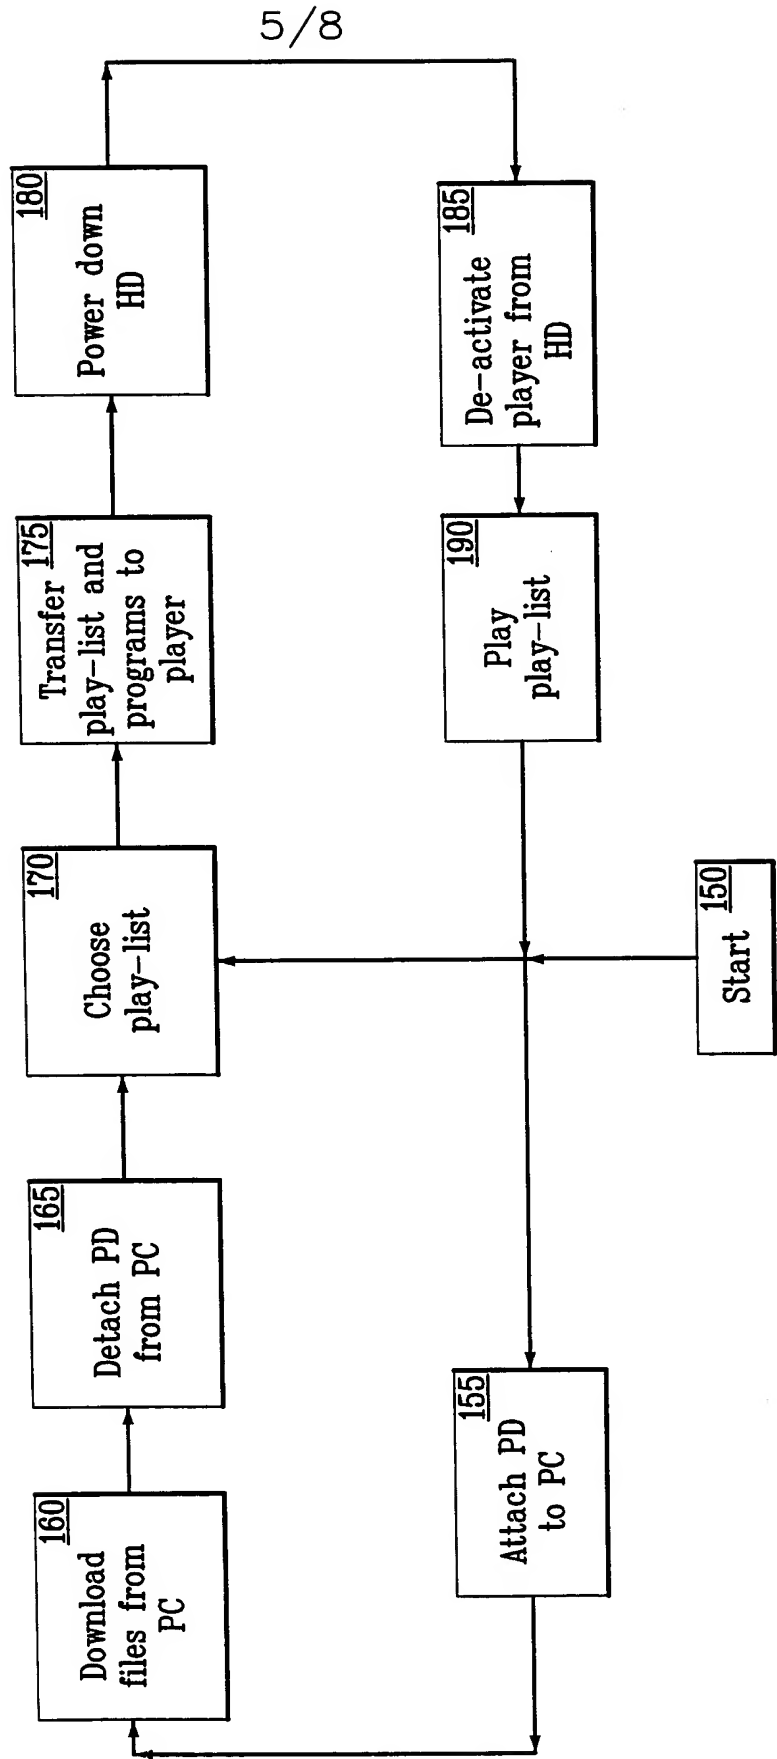 5/8
160
Download
files from
PC
165
Detach PD
from PC
170
Choose
play-list
175
Transfer
play-list and
programs to
player
180
Power down
HD
155
Attach PD
to PC
150
Start
190
Play
play-list
185
De-activate
player from
HD